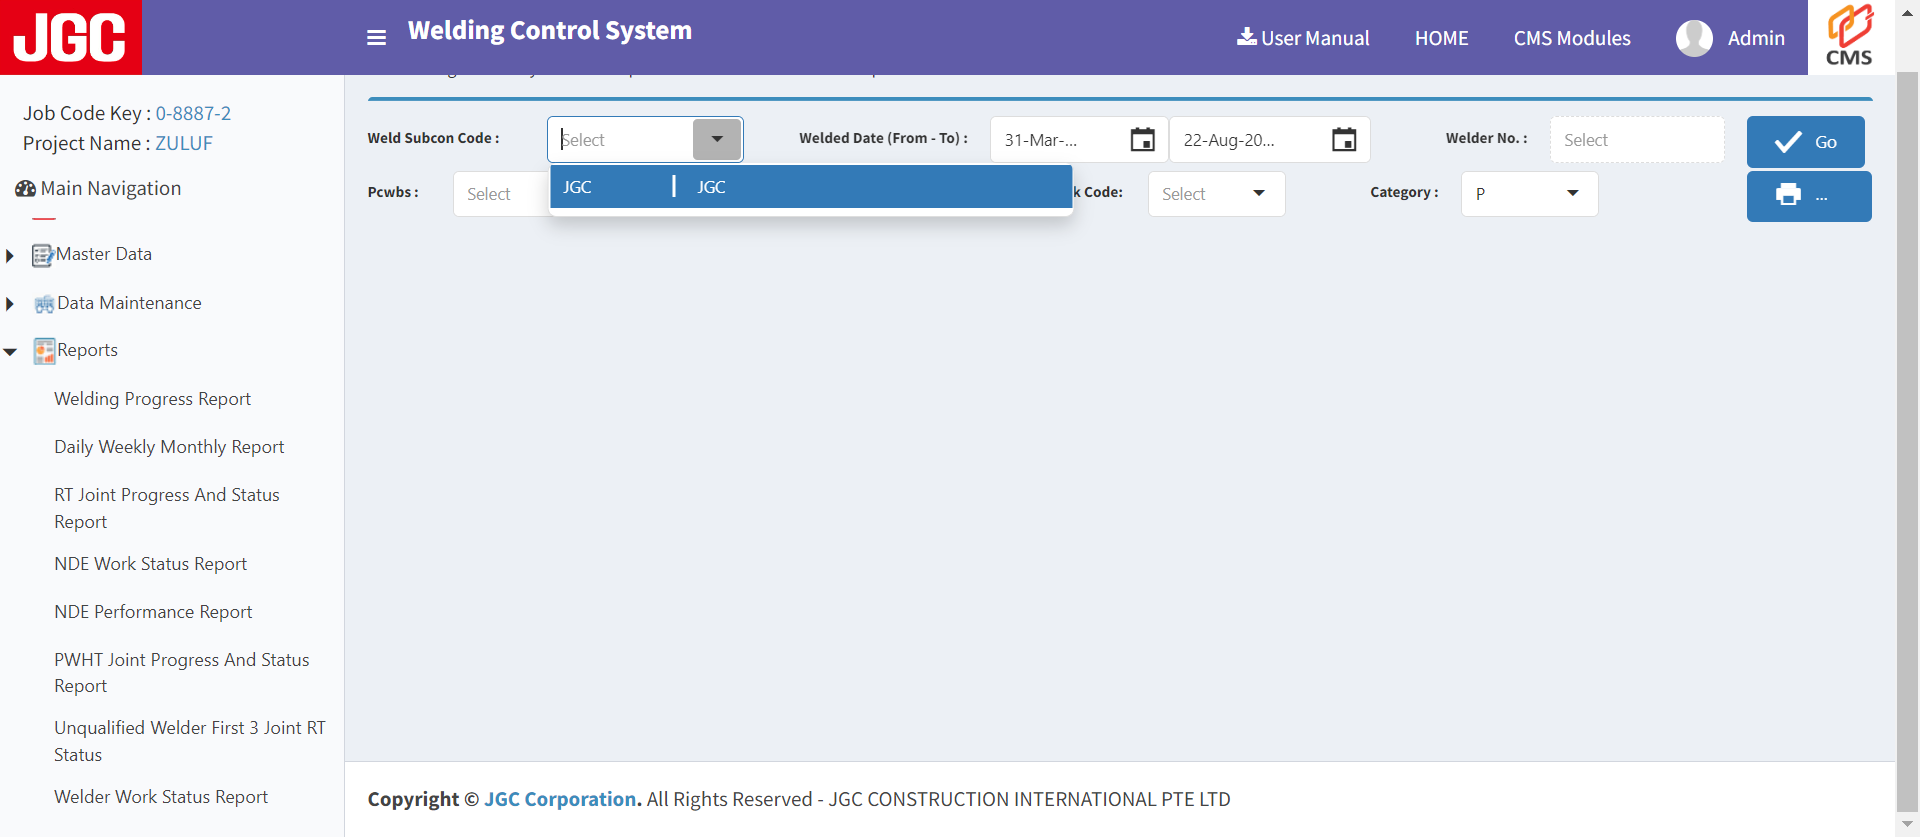 JGC
Welding Control System
User Manual
HOME
CMS Modules
Admin
CMS
Job Code Key : 0-8887-2
Project Name : ZULUF
Main Navigation
Master Data
Data Maintenance
Reports
Welding Progress Report
Daily Weekly Monthly Report
RT Joint Progress And Status
Report
NDE Work Status Report
NDE Performance Report
PWHT Joint Progress And Status
Report
Unqualified Welder First 3 Joint RT
Status
Welder Work Status Report
Weld Subcon Code :
Select
Welded Date (From - To) :
31-Mar-...
22-Aug-20...
Welder No. :
Select
Go
Pcwbs :
Select
JGC JGC
k Code:
Select
Category :
P
...
Copyright © JGC Corporation. All Rights Reserved - JGC CONSTRUCTION INTERNATIONAL PTE LTD